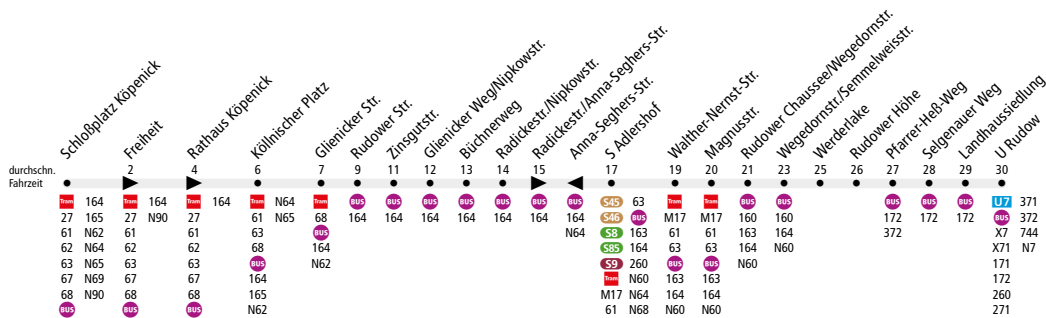 Schloßplatz Köpenick
Freiheit
Rathaus Köpenick
Köllnischer Platz
Glienicker Str.
Rudower Str.
Zinsgutstr.
Glienicker Weg/Nipkowstr.
Büchnerweg
Radickestr./Nipkowstr.
Radickestr./Anna-Seghers-Str.
Anna-Seghers-Str.
S Adlershof
Walther-Nernst-Str.
Magnusstr.
Rudower Chaussee/Wegedornstr.
Wegedornstr./Semmelweisstr.
Werderlake
Rudower Höhe
Pfarrer-Heß-Weg
Selgenauer Weg
Landhaussiedlung
U Rudow
durchschn. 2 4 6 7 9 11 12 13 14 15 17 19 20 21 23 25 26 27 28 29 30
Fahrzeit
Tram 164 Tram 164 Tram 164 Tram N64 Tram BUS BUS BUS BUS BUS BUS BUS S45 63 Tram Tram BUS BUS BUS BUS BUS U7 371
27 165 27 N90 27 61 N65 68 164 164 164 164 164 164 164 S46 BUS M17 M17 160 160 172 172 172 BUS 372
61 N62 61 61 63 BUS N64 S8 163 61 61 163 164 372 X7 744
62 N64 62 62 68 164 S85 164 63 63 164 N60 X71 N7
63 N65 63 63 BUS N62 S9 260 BUS BUS N60 171
67 N69 67 67 164 Tram N60 163 163 172
68 N90 68 68 165 M17 N64 164 164 260
BUS BUS BUS N62 61 N68 N60 N60 271